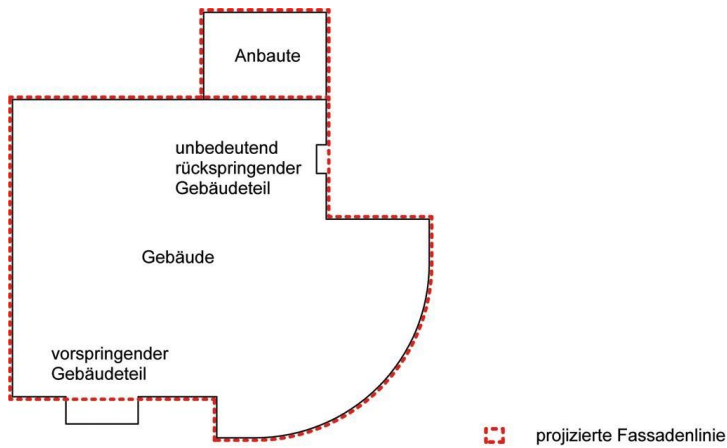 Anbaute
unbedeutend
rückspringender
Gebäudeteil
Gebäude
vorspringender
Gebäudeteil
projizierte Fassadenlinie